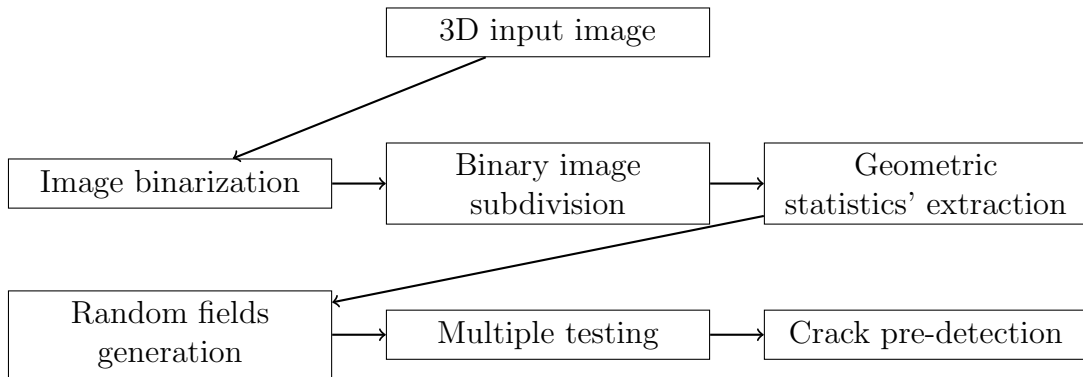 3D input image
Image binarization
Binary image
subdivision
Geometric
statistics’ extraction
Random fields
generation
Multiple testing
Crack pre-detection